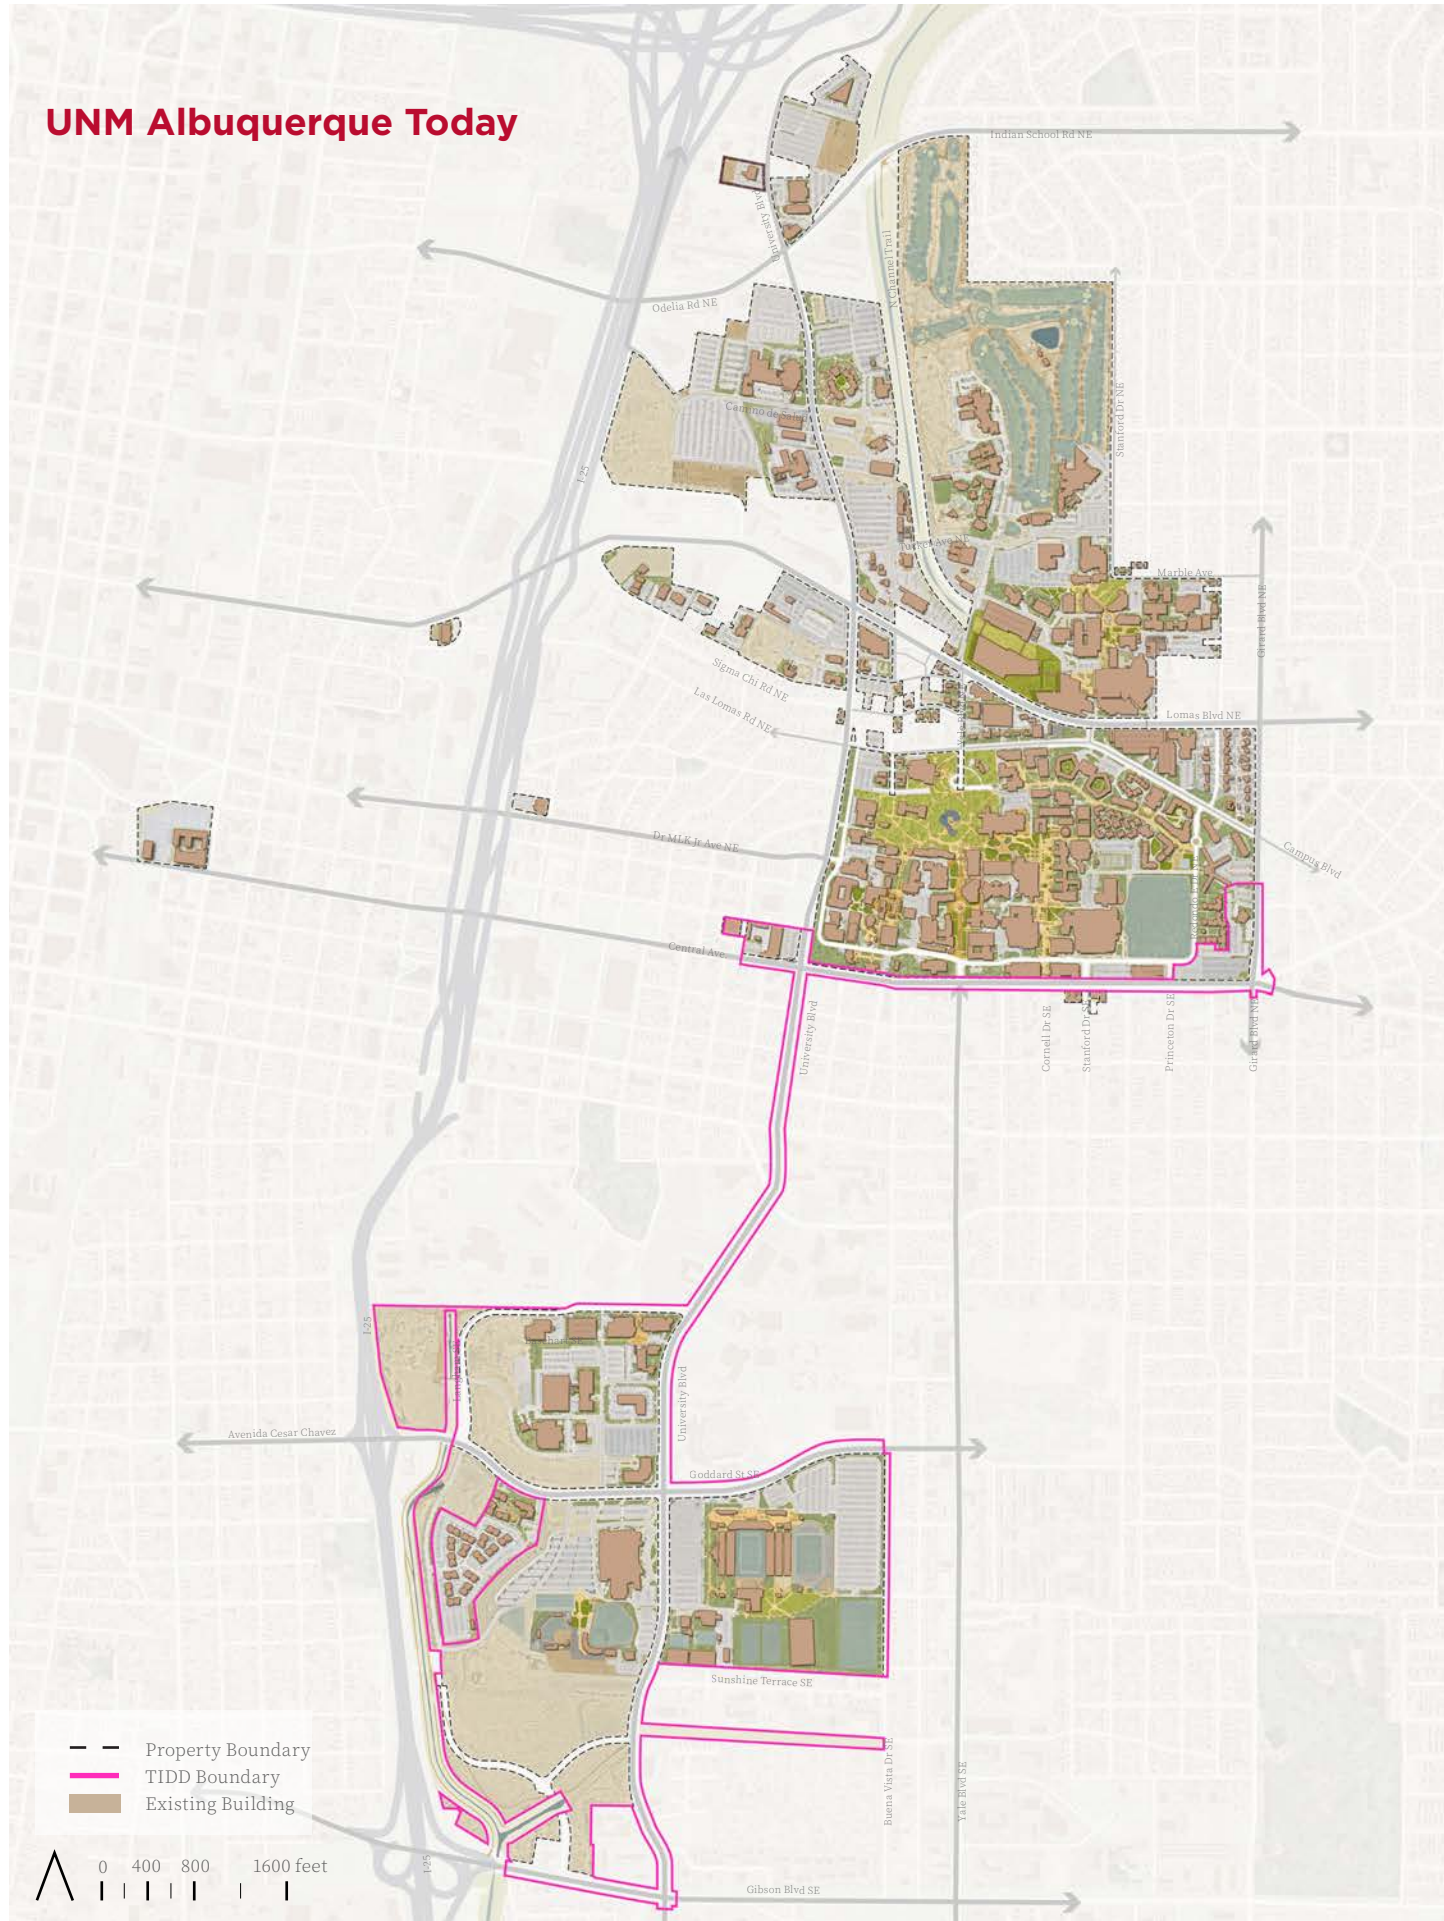 UNM Albuquerque Today
Indian School Rd NE
University Blvd
N Channel Trail
Odelia Rd NE
Stanford Dr NE
Camino de Salud
I-25
Tucker Ave NE
Marble Ave
Girard Blvd NE
Sigma Chi Rd NE
Las Lomas Rd NE
Lomas Blvd NE
Dr MLK Jr Ave NE
Campus Blvd
Central Ave
University Blvd
Cornell Dr SE
Stanford Dr SE
Princeton Dr SE
Girard Blvd NE
I-25
University Blvd
Avenida Cesar Chavez
Goddard St SE
Sunshine Terrace SE
Buena Vista Dr SE
Yale Blvd SE
Property Boundary
TIDD Boundary
Existing Building
0 400 800 1600 feet
I-25
Gibson Blvd SE